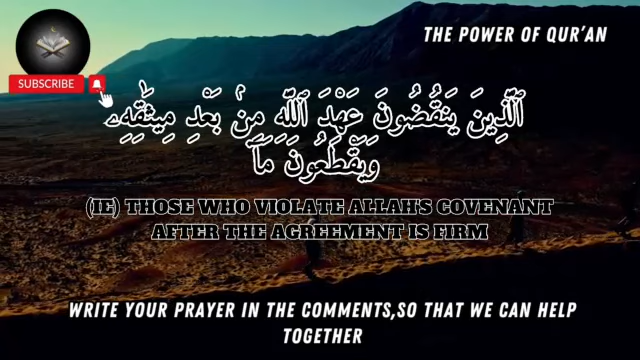 THE POWER OF QUR'AN
SUBSCRIBE
ٱلَّذِينَ يَنقُضُونَ عَهْدَ ٱللَّهِ مِنۢ بَعْدِ مِيثَٰقِهِۦ
وَيَقْطَعُونَ مَآ
(IE) THOSE WHO VIOLATE ALLAH'S COVENANT
AFTER THE AGREEMENT IS FIRM
WRITE YOUR PRAYER IN THE COMMENTS,SO THAT WE CAN HELP
TOGETHER